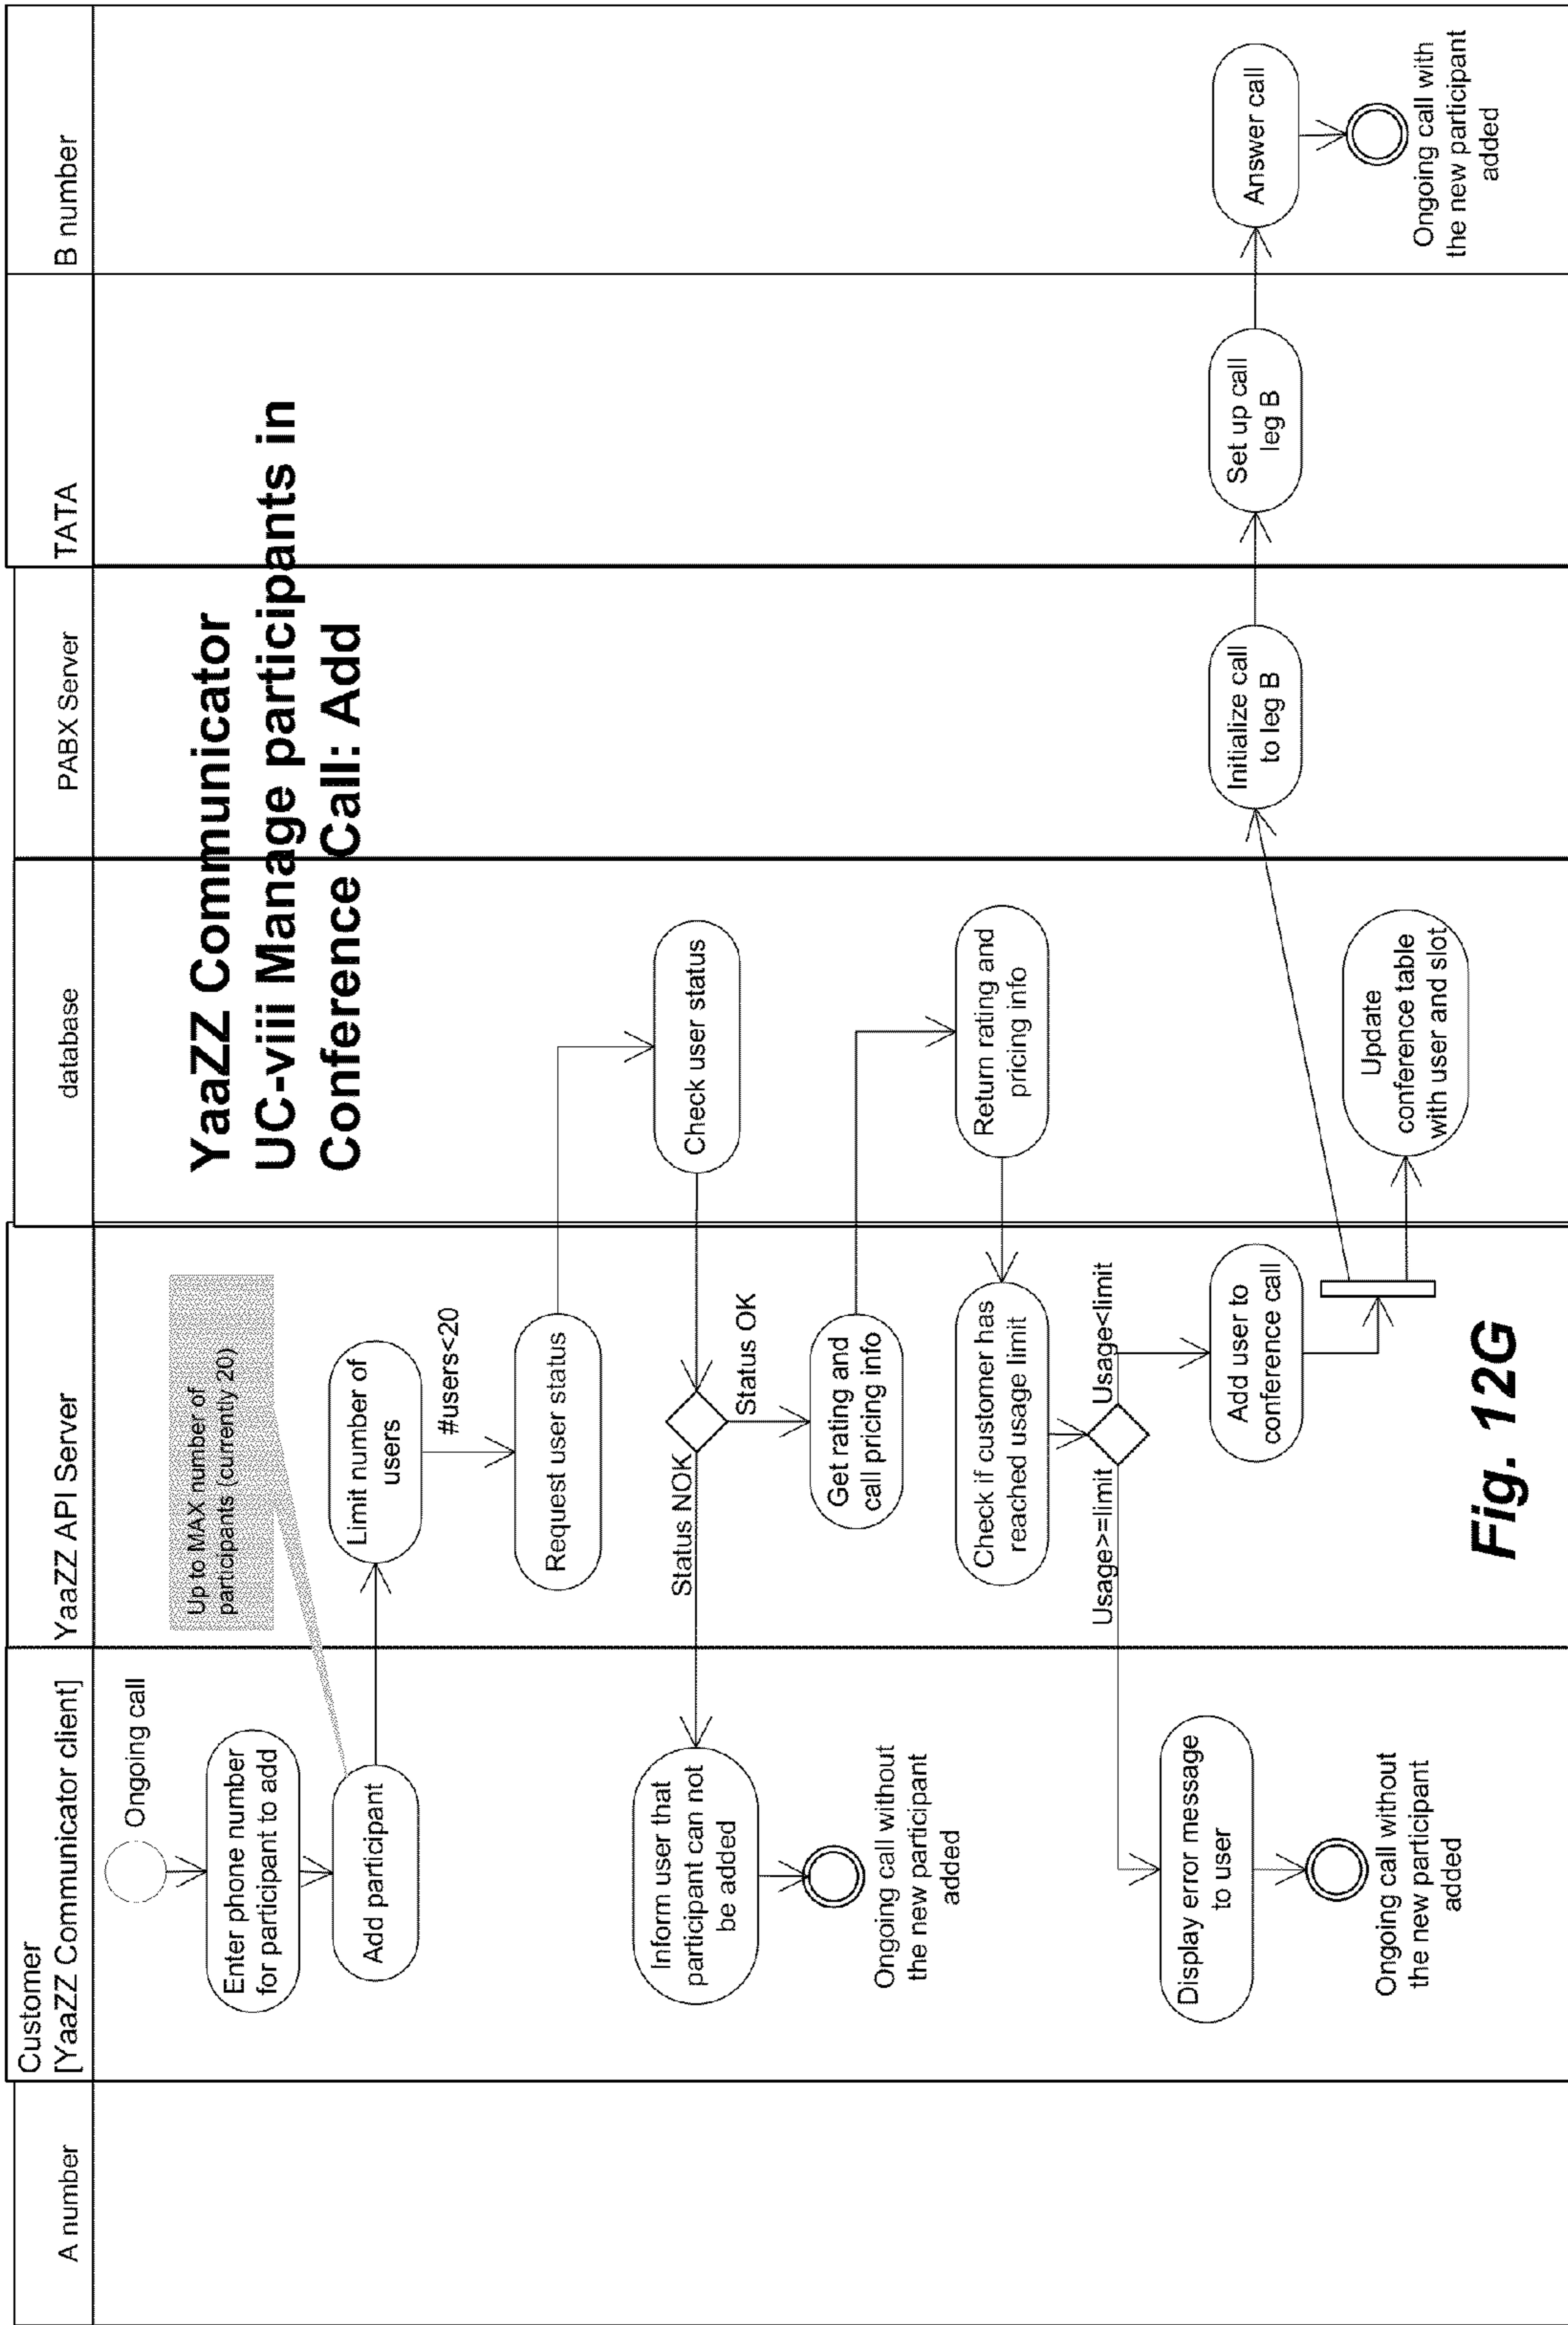 A number
Customer
[YaaZZ Communicator client]
YaaZZ API Server
database
PABX Server
TATA
B number
YaaZZ Communicator
UC-viii Manage participants in
Conference Call: Add
Ongoing call
Up to MAX number of
participants (currently 20)
Enter phone number
for participant to add
Add participant
Limit number of
users
#users<20
Request user status
Check user status
Status NOK
Status OK
Inform user that
participant can not
be added
Ongoing call without
the new participant
added
Get rating and
call pricing info
Return rating and
pricing info
Check if customer has
reached usage limit
Usage>=limit
Usage<limit
Display error message
to user
Ongoing call without
the new participant
added
Add user to
conference call
Update
conference table
with user and slot
Initialize call
to leg B
Set up call
leg B
Answer call
Ongoing call with
the new participant
added
Fig. 12G